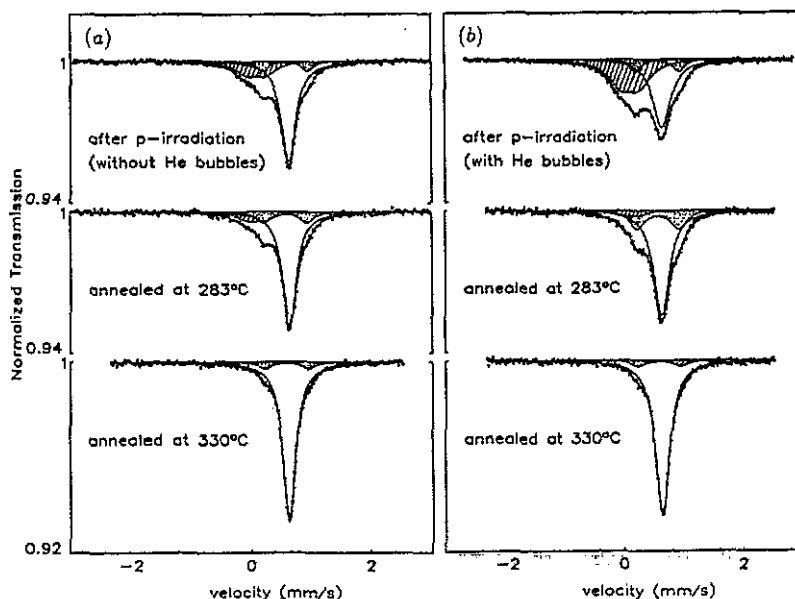 (a)
1
after p-irradiation
(without He bubbles)
0.94
1
annealed at 283°C
0.94
1
annealed at 330°C
0.92
-2
0
2
velocity (mm/s)
Normalized Transmission
(b)
after p-irradiation
(with He bubbles)
annealed at 283°C
annealed at 330°C
-2
0
2
velocity (mm/s)